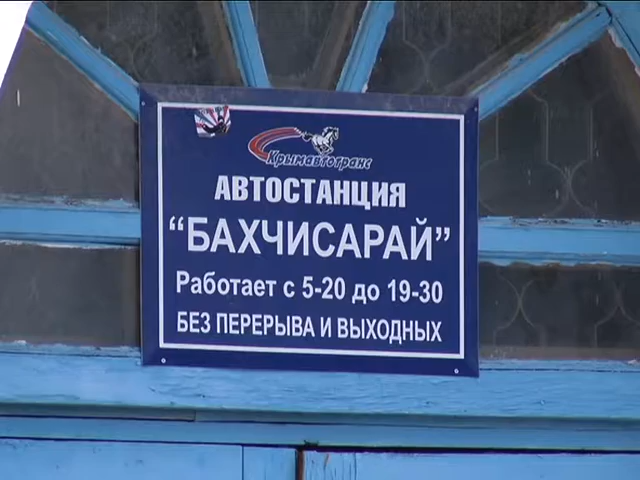 Крымавтотранс
АВТОСТАНЦИЯ
“БАХЧИСАРАЙ”
Работает с 5-20 до 19-30
БЕЗ ПЕРЕРЫВА И ВЫХОДНЫХ